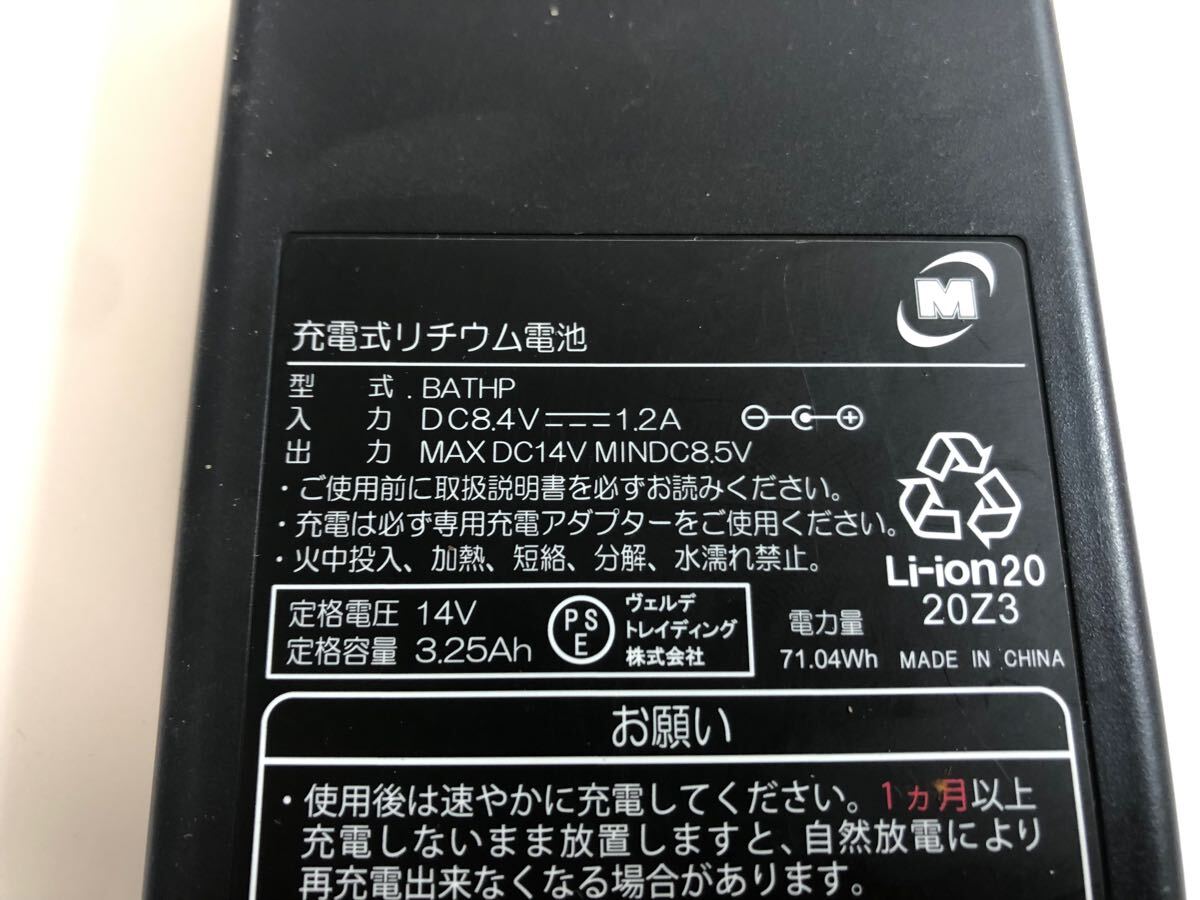 M
充電式リチウム電池
型 式 . BATHP
入 力 DC8.4V 1.2A
出 力 MAX DC14V MINDC8.5V
・ご使用前に取扱説明書を必ずお読みください。
・充電は必ず専用充電アダプターをご使用ください。
・火中投入、加熱、短絡、分解、水濡れ禁止。
Li-ion20
20Z3
定格電圧 14V
定格容量 3.25Ah
PSE
ヴェルデ
トレイディング
株式会社
電力量
71.04Wh
MADE IN CHINA
お願い
・使用後は速やかに充電してください。1ヵ月以上
充電しないまま放置しますと、自然放電により
再充電出来なくなる場合があります。